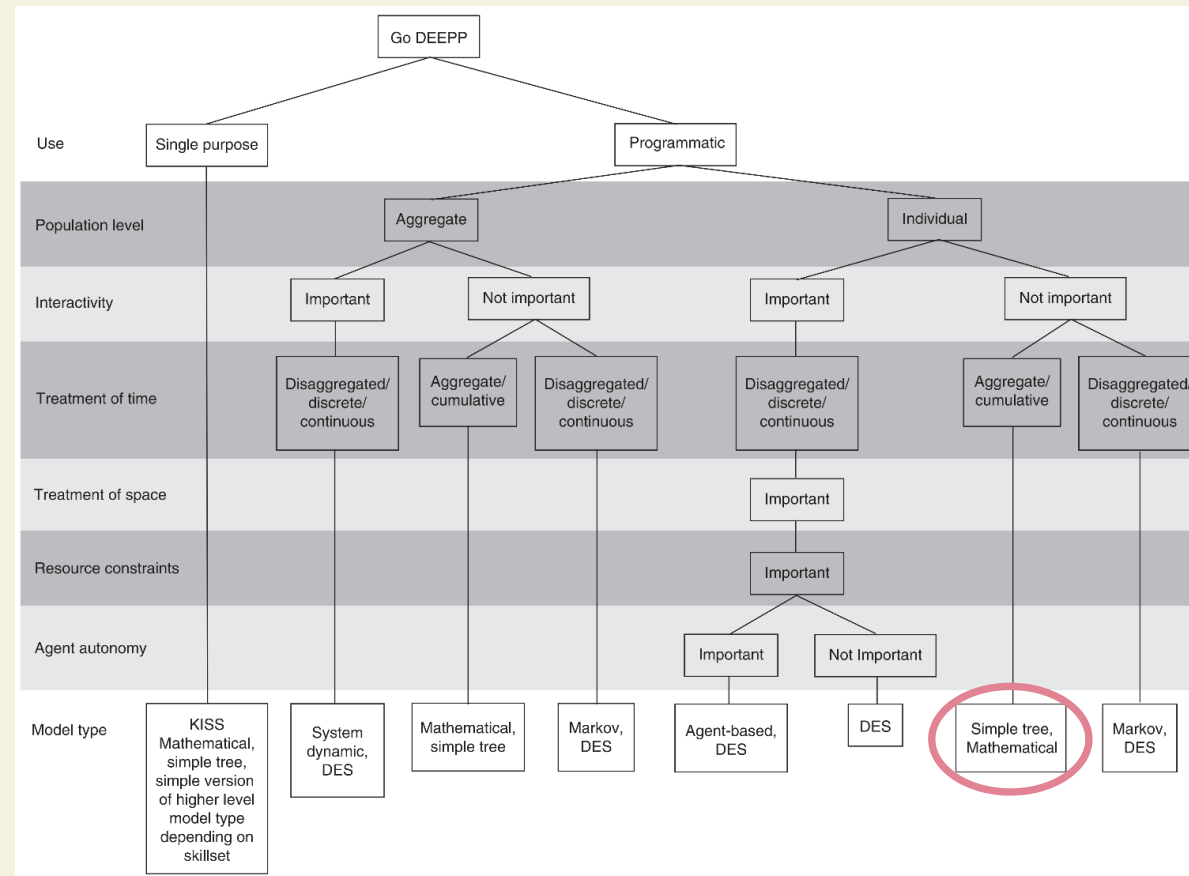 Go DEEPP
Use
Single purpose
Programmatic
Population level
Aggregate
Individual
Interactivity
Important
Not important
Important
Not important
Treatment of time
Disaggregated/
discrete/
continuous
Aggregate/
cumulative
Disaggregated/
discrete/
continuous
Disaggregated/
discrete/
continuous
Aggregate/
cumulative
Disaggregated/
discrete/
continuous
Treatment of space
Important
Resource constraints
Important
Agent autonomy
Important
Not Important
Model type
KISS
Mathematical,
simple tree,
simple version
of higher level
model type
depending on
skillset
System
dynamic,
DES
Mathematical,
simple tree
Markov,
DES
Agent-based,
DES
DES
Simple tree,
Mathematical
Markov,
DES